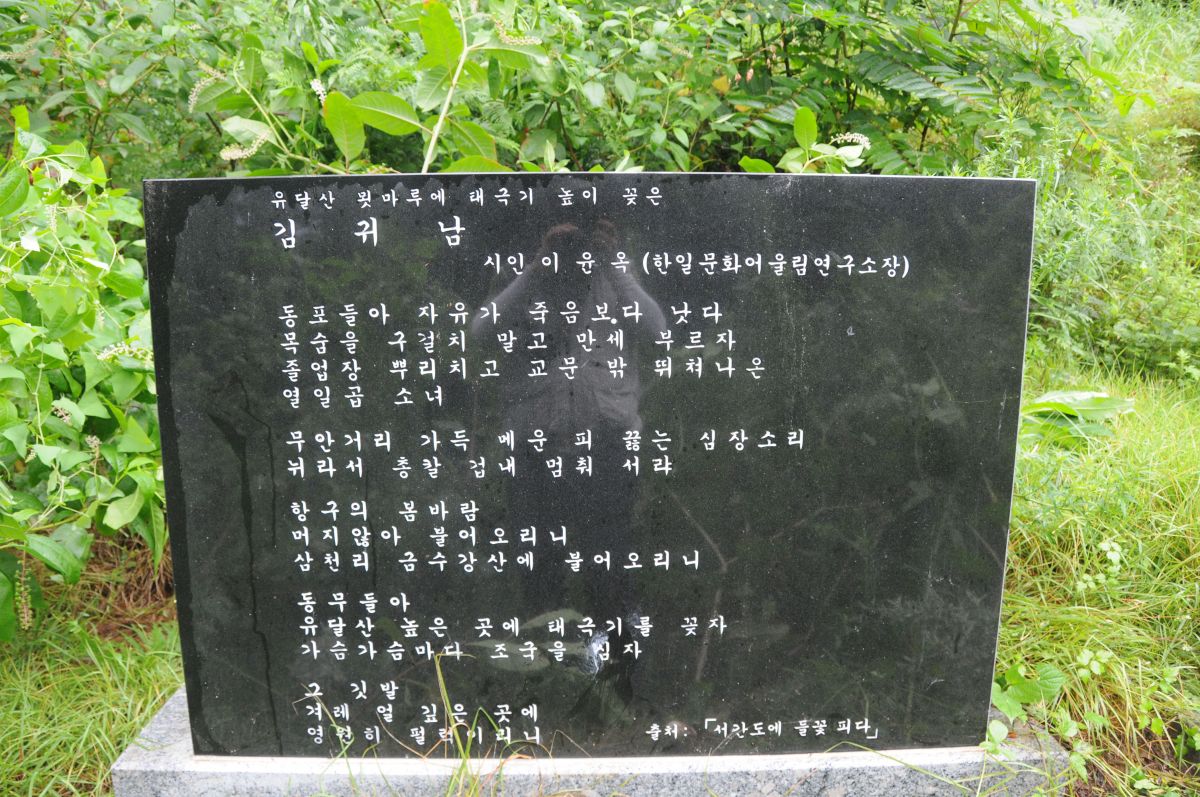 유달산 묏마루에 태극기 높이 꽂은
김 귀 남
시인 이 윤 옥 (한일문화어울림연구소장)
동포들아 자유가 죽음보다 낫다
목숨을 구걸치 말고 만세 부르자
졸업장 뿌리치고 교문 밖 뛰쳐나온
열일곱 소녀
무안거리 가득 메운 피 끓는 심장소리
뉘라서 총칼 겁내 멈춰 서랴
항구의 봄바람
머지않아 불어오리니
삼천리 금수강산에 불어오리니
동무들아
유달산 높은 곳에 태극기를 꽂자
가슴가슴마다 조국을 심자
그 깃발
겨레 얼 깊은 곳에
영원히 펄럭이리니
출처: 「서간도에 들꽃 피다」